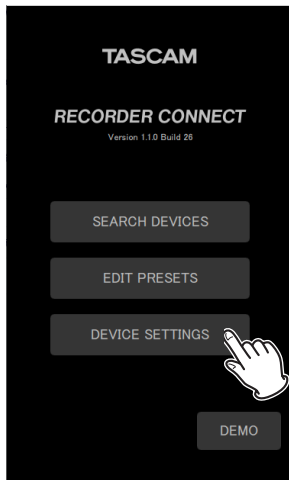 TASCAM
RECORDER CONNECT
Version 1.1.0 Build 26
SEARCH DEVICES
EDIT PRESETS
DEVICE SETTINGS
DEMO